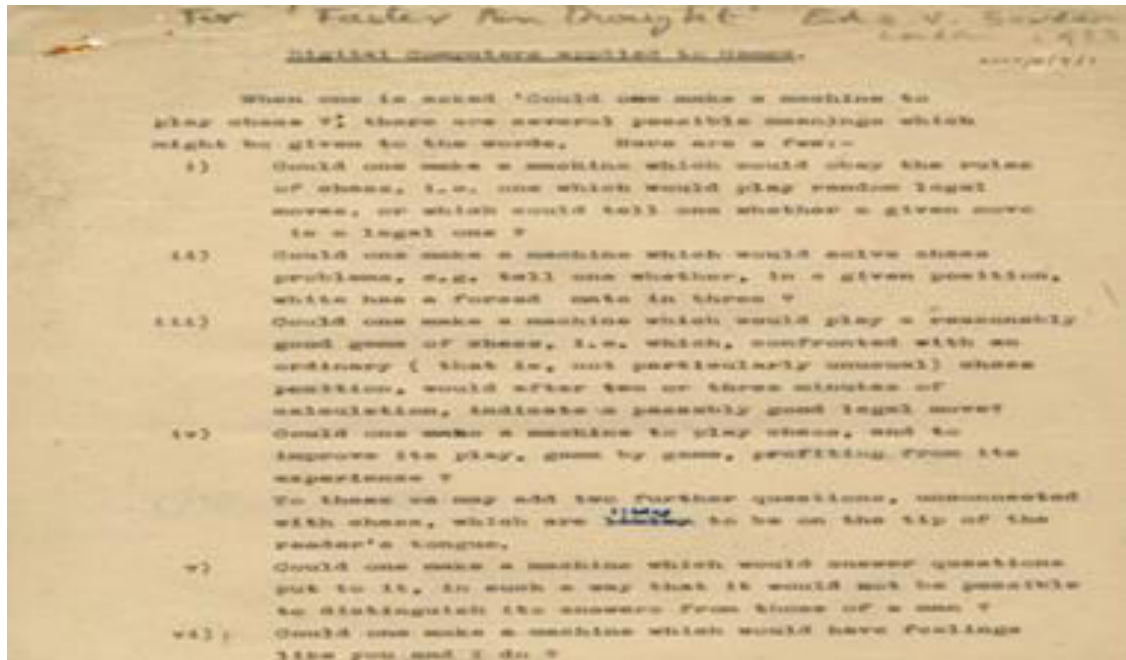 For "Faster than Thought" Ed. B. V. Bowden
London 1953
Digital Computers applied to Games.
When one is asked 'Could one make a machine to
play chess ?', there are several possible meanings which
might be given to the words. Here are a few:-
i) Could one make a machine which would obey the rules
of chess, i.e. one which would play random legal
moves, or which could tell one whether a given move
is a legal one ?
ii) Could one make a machine which would solve chess
problems, e.g. tell one whether, in a given position,
white has a forced mate in three ?
iii) Could one make a machine which would play a reasonably
good game of chess, i.e. which, confronted with an
ordinary ( that is, not particularly unusual) chess
position, would after two or three minutes of
calculation, indicate a passably good legal move?
iv) Could one make a machine to play chess, and to
improve its play, game by game, profiting from its
experience ?
To these we may add two further questions, unconnected
with chess, which are likely to be on the tip of the
reader's tongue.
v) Could one make a machine which would answer questions
put to it, in such a way that it would not be possible
to distinguish its answers from those of a man ?
vi) Could one make a machine which would have feelings
like you and I do ?